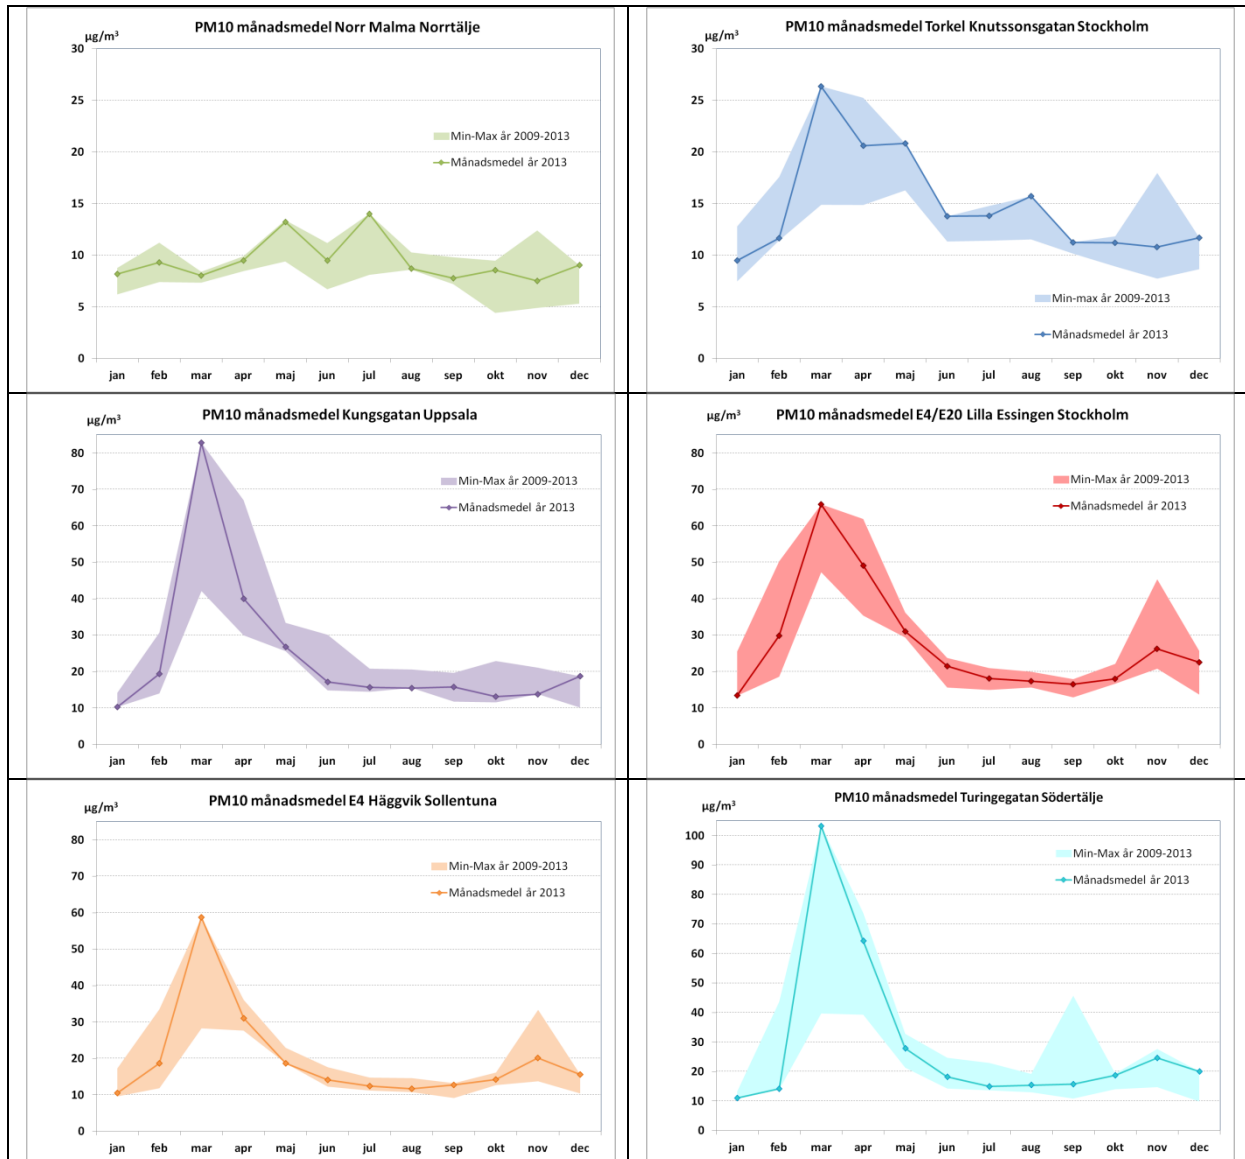 PM10 månadsmedel Norr Malma Norrtälje
µg/m³
30
25
20
15
10
5
0
Min-Max år 2009-2013
Månadsmedel år 2013
jan feb mar apr maj jun jul aug sep okt nov dec
PM10 månadsmedel Torkel Knutssonsgatan Stockholm
µg/m³
30
25
20
15
10
5
0
Min-max år 2009-2013
Månadsmedel år 2013
jan feb mar apr maj jun jul aug sep okt nov dec
PM10 månadsmedel Kungsgatan Uppsala
µg/m³
80
70
60
50
40
30
20
10
0
Min-Max år 2009-2013
Månadsmedel år 2013
jan feb mar apr maj jun jul aug sep okt nov dec
PM10 månadsmedel E4/E20 Lilla Essingen Stockholm
µg/m³
80
70
60
50
40
30
20
10
0
Min-Max år 2009-2013
Månadsmedel år 2013
jan feb mar apr maj jun jul aug sep okt nov dec
PM10 månadsmedel E4 Häggvik Sollentuna
µg/m³
80
70
60
50
40
30
20
10
0
Min-Max år 2009-2013
Månadsmedel år 2013
jan feb mar apr maj jun jul aug sep okt nov dec
PM10 månadsmedel Turingegatan Södertälje
µg/m³
100
90
80
70
60
50
40
30
20
10
0
Min-Max år 2009-2013
Månadsmedel år 2013
jan feb mar apr maj jun jul aug sep okt nov dec